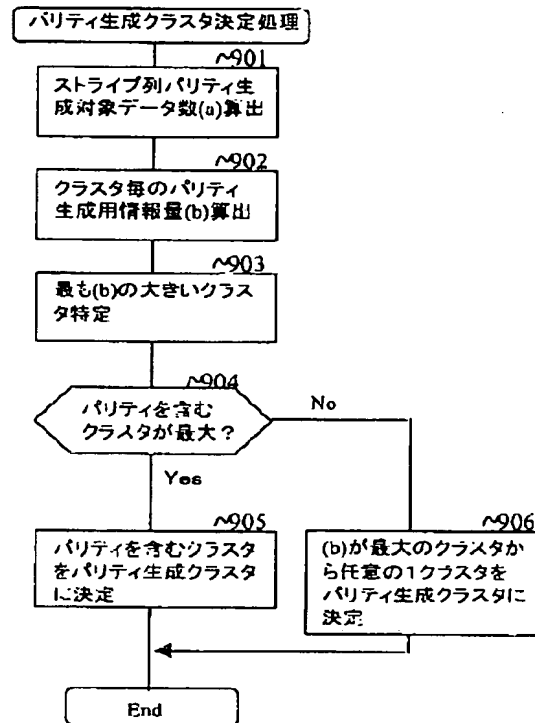 パリティ生成クラスタ決定処理
~901
ストライプ列パリティ生
成対象データ数(a)算出
~902
クラスタ毎のパリティ
生成用情報量(b)算出
~903
最も(b)の大きいクラス
タ特定
~904
パリティを含む
クラスタが最大?
No
Yes
~905
パリティを含むクラスタ
をパリティ生成クラスタ
に決定
~906
(b)が最大のクラスタか
ら任意の1クラスタを
パリティ生成クラスタに
決定
End